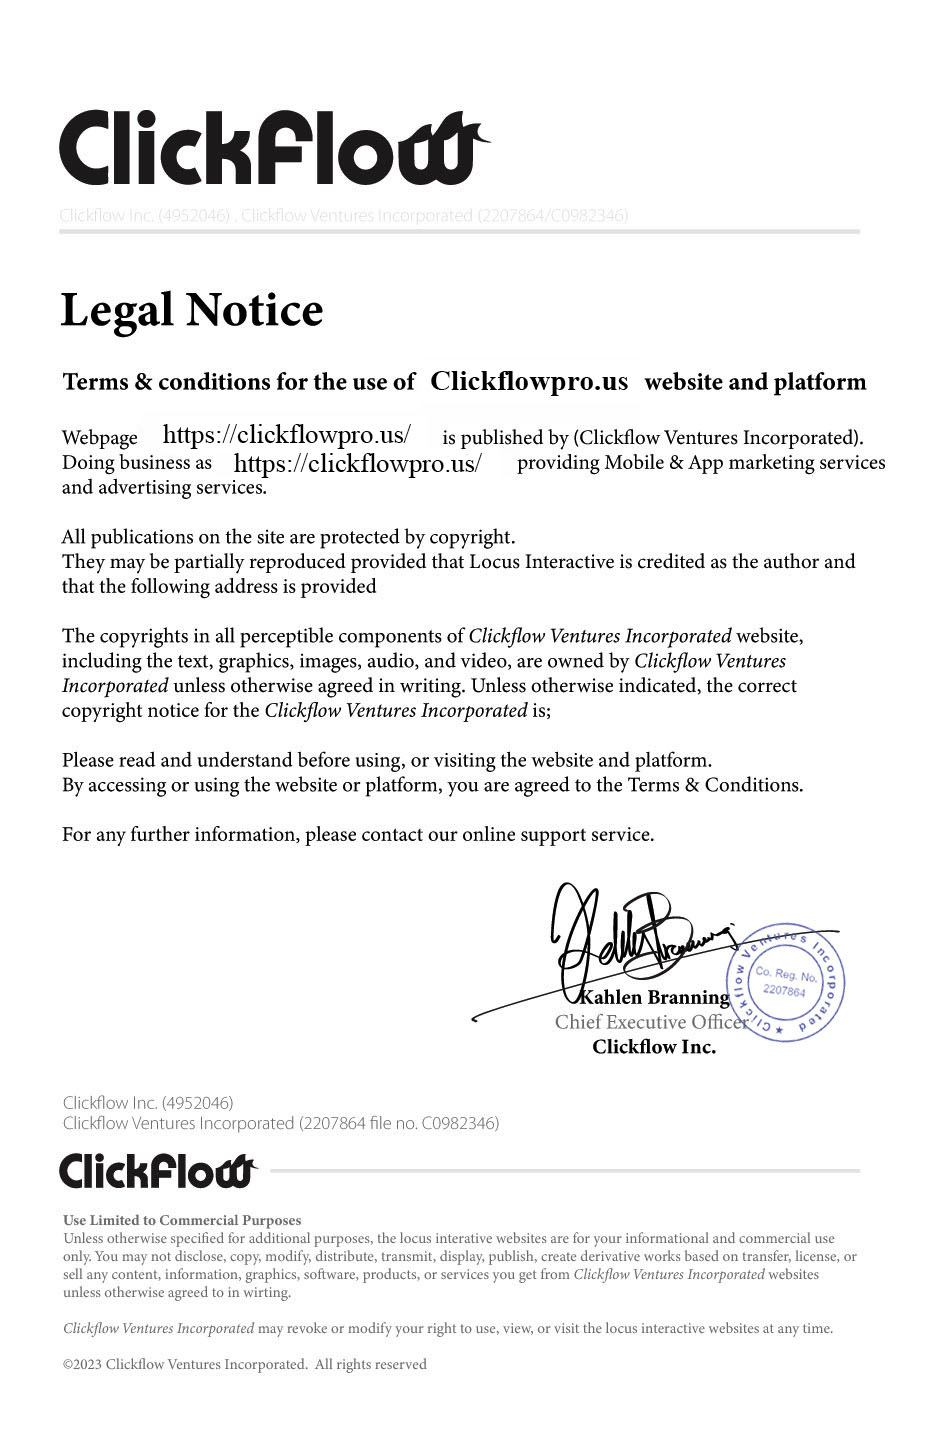 ClickFlow
Clickflow Inc. (4952046) . Clickflow Ventures Incorporated (2207864/C0982346)
Legal Notice
Terms & conditions for the use of Clickflowpro.us website and platform
Webpage https://clickflowpro.us/ is published by (Clickflow Ventures Incorporated).
Doing business as https://clickflowpro.us/ providing Mobile & App marketing services
and advertising services.
All publications on the site are protected by copyright.
They may be partially reproduced provided that Locus Interactive is credited as the author and
that the following address is provided
The copyrights in all perceptible components of Clickflow Ventures Incorporated website,
including the text, graphics, images, audio, and video, are owned by Clickflow Ventures
Incorporated unless otherwise agreed in writing. Unless otherwise indicated, the correct
copyright notice for the Clickflow Ventures Incorporated is;
Please read and understand before using, or visiting the website and platform.
By accessing or using the website or platform, you are agreed to the Terms & Conditions.
For any further information, please contact our online support service.
Kahlen Branning
Chief Executive Officer
Clickflow Inc.
Clickflow Ventures Incorporated
Co. Reg. No.
2207864
Clickflow Inc. (4952046)
Clickflow Ventures Incorporated (2207864 file no. C0982346)
ClickFlow
Use Limited to Commercial Purposes
Unless otherwise specified for additional purposes, the locus interative websites are for your informational and commercial use
only. You may not disclose, copy, modify, distribute, transmit, display, publish, create derivative works based on transfer, license, or
sell any content, information, graphics, software, products, or services you get from Clickflow Ventures Incorporated websites
unless otherwise agreed to in wirting.
Clickflow Ventures Incorporated may revoke or modify your right to use, view, or visit the locus interactive websites at any time.
©2023 Clickflow Ventures Incorporated. All rights reserved